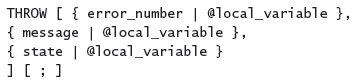 THROW [ { error_number | @local_variable },
{ message | @local_variable },
{ state | @local_variable }
] [ ; ]